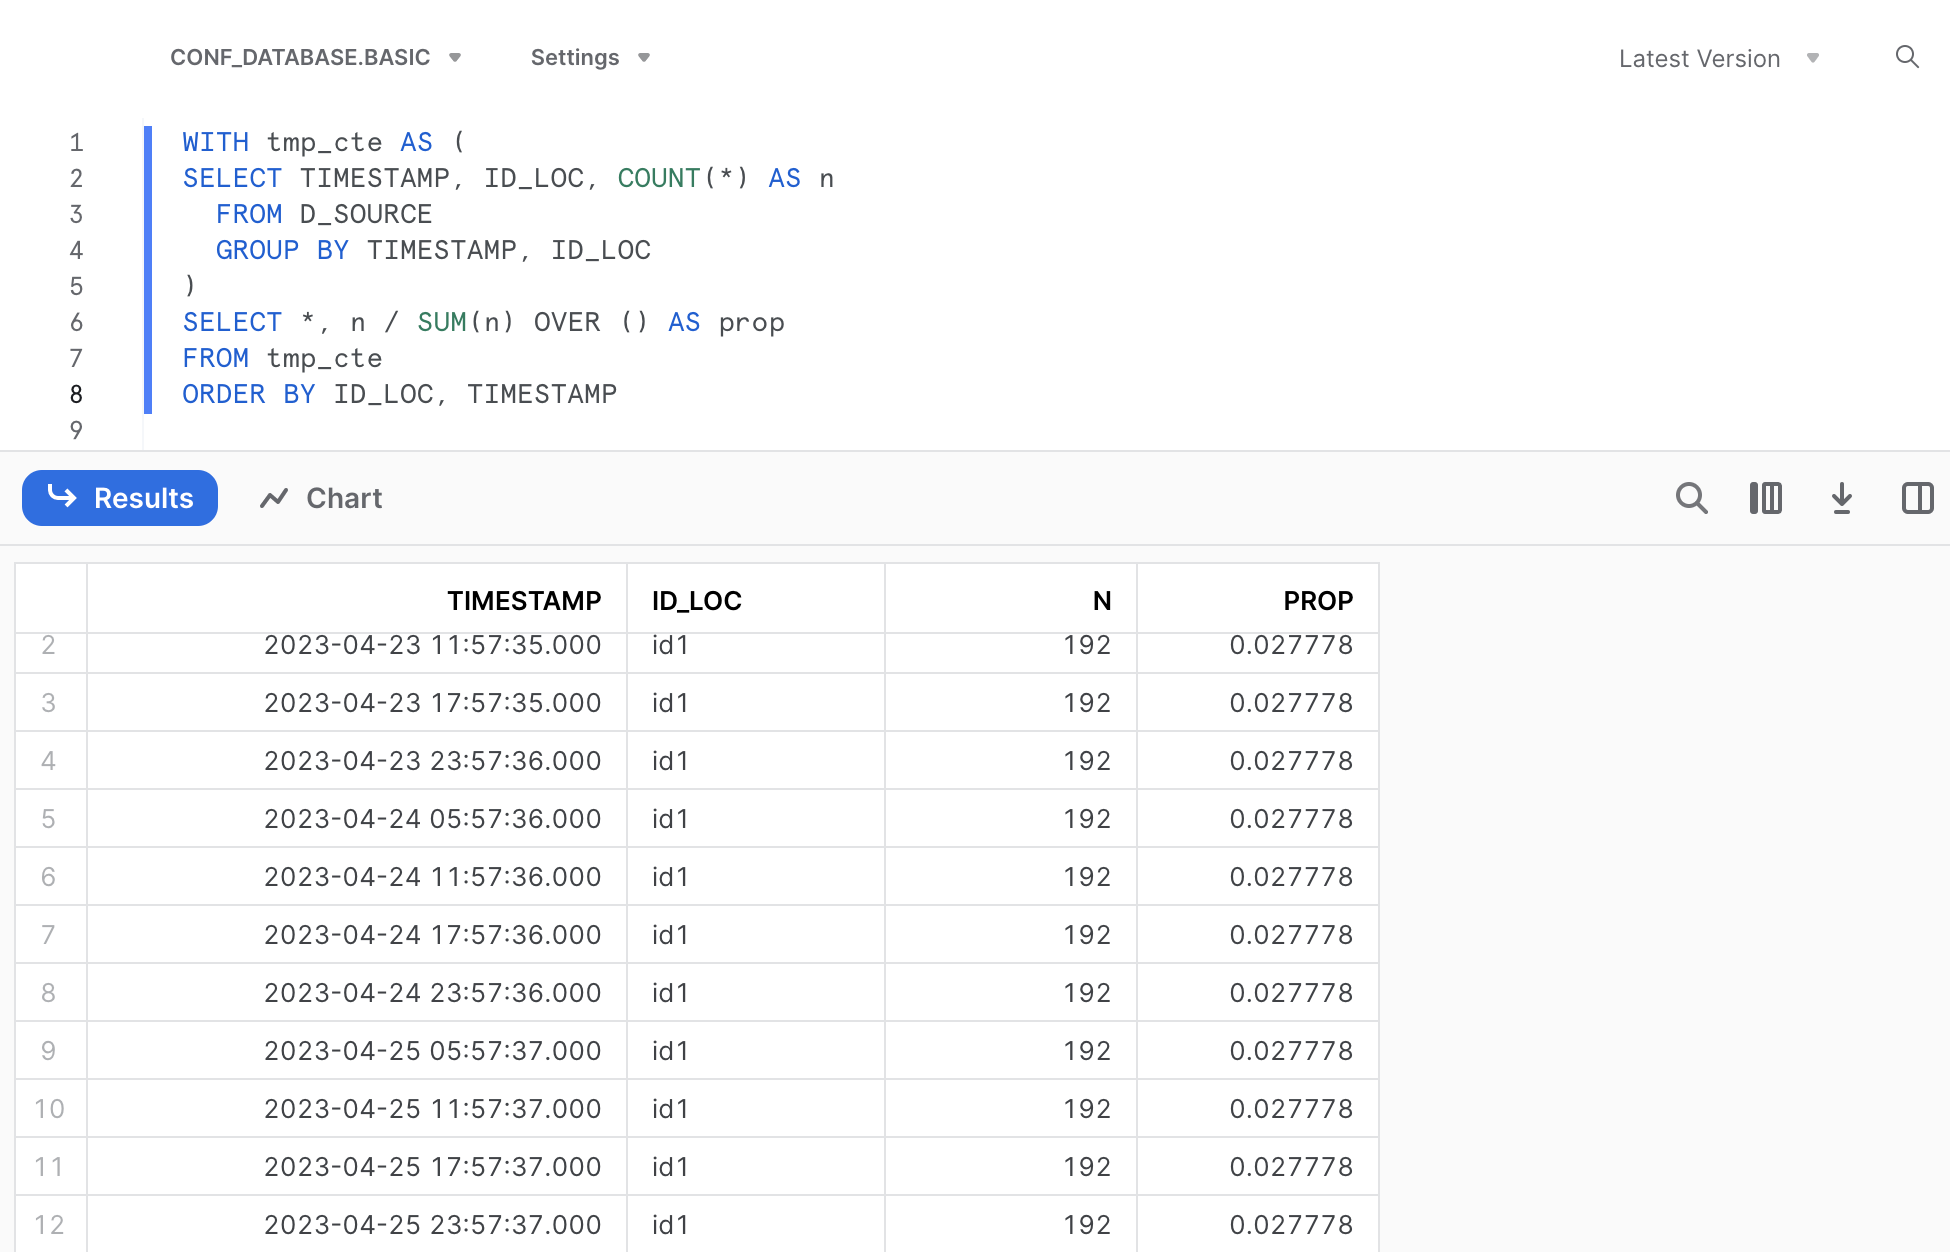 CONF_DATABASE.BASIC Settings Latest Version
1 WITH tmp_cte AS (
2 SELECT TIMESTAMP, ID_LOC, COUNT(*) AS n
3 FROM D_SOURCE
4 GROUP BY TIMESTAMP, ID_LOC
5 )
6 SELECT *, n / SUM(n) OVER () AS prop
7 FROM tmp_cte
8 ORDER BY ID_LOC, TIMESTAMP
9
Results Chart
TIMESTAMP ID_LOC N PROP
2 2023-04-23 11:57:35.000 id1 192 0.027778
3 2023-04-23 17:57:35.000 id1 192 0.027778
4 2023-04-23 23:57:36.000 id1 192 0.027778
5 2023-04-24 05:57:36.000 id1 192 0.027778
6 2023-04-24 11:57:36.000 id1 192 0.027778
7 2023-04-24 17:57:36.000 id1 192 0.027778
8 2023-04-24 23:57:36.000 id1 192 0.027778
9 2023-04-25 05:57:37.000 id1 192 0.027778
10 2023-04-25 11:57:37.000 id1 192 0.027778
11 2023-04-25 17:57:37.000 id1 192 0.027778
12 2023-04-25 23:57:37.000 id1 192 0.027778